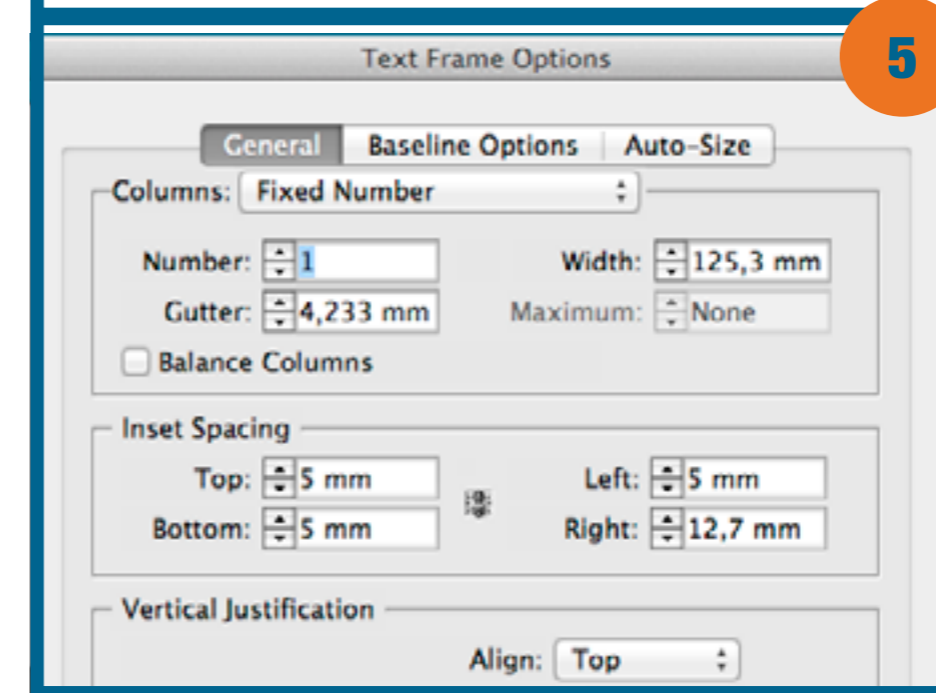 Text Frame Options
5
General Baseline Options Auto-Size
Columns: Fixed Number
Number: 1 Width: 125,3 mm
Gutter: 4,233 mm Maximum: None
Balance Columns
Inset Spacing
Top: 5 mm Left: 5 mm
Bottom: 5 mm Right: 12,7 mm
Vertical Justification
Align: Top